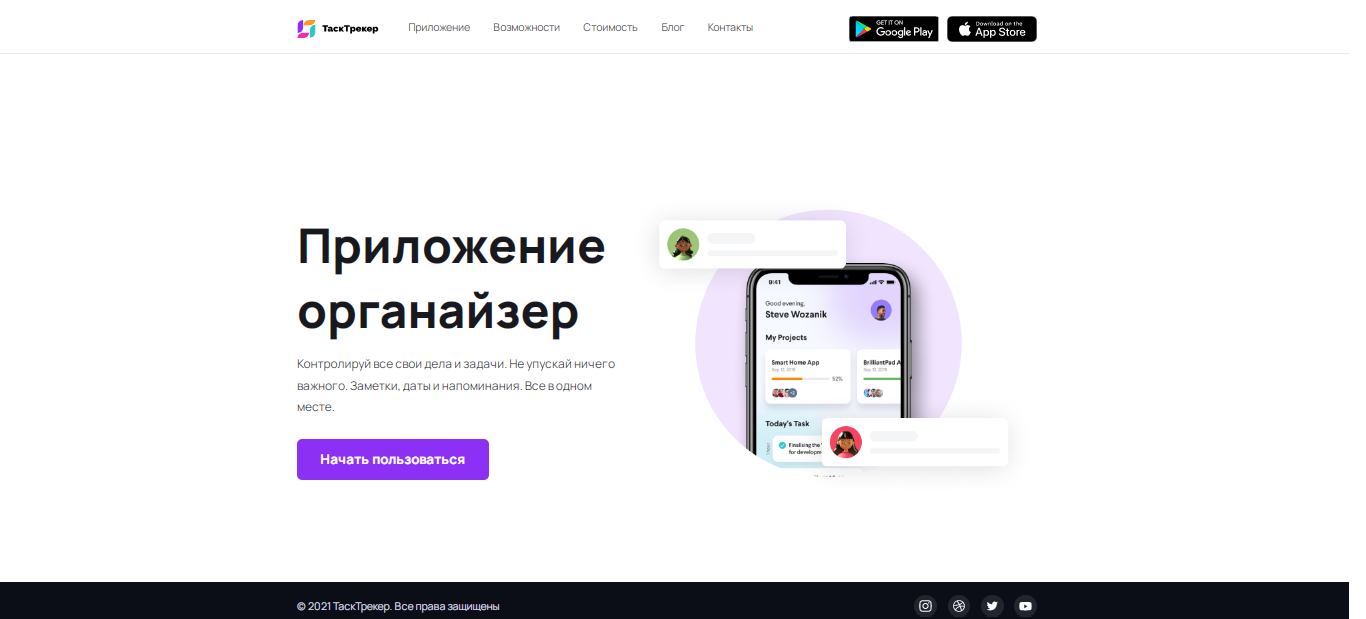 ТаскТрекер
Приложение
Возможности
Стоимость
Блог
Контакты
GET IT ON
Google Play
Download on the
App Store
Приложение
органайзер
Контролируй все свои дела и задачи. Не упускай ничего
важного. Заметки, даты и напоминания. Все в одном
месте.
Начать пользоваться
9:41
Good evening,
Steve Wozanik
My Projects
Smart Home App
Sep 12, 2019
52%
BrilliantPad A
Today's Task
Finalising the
for developm
© 2021 ТаскТрекер. Все права защищены